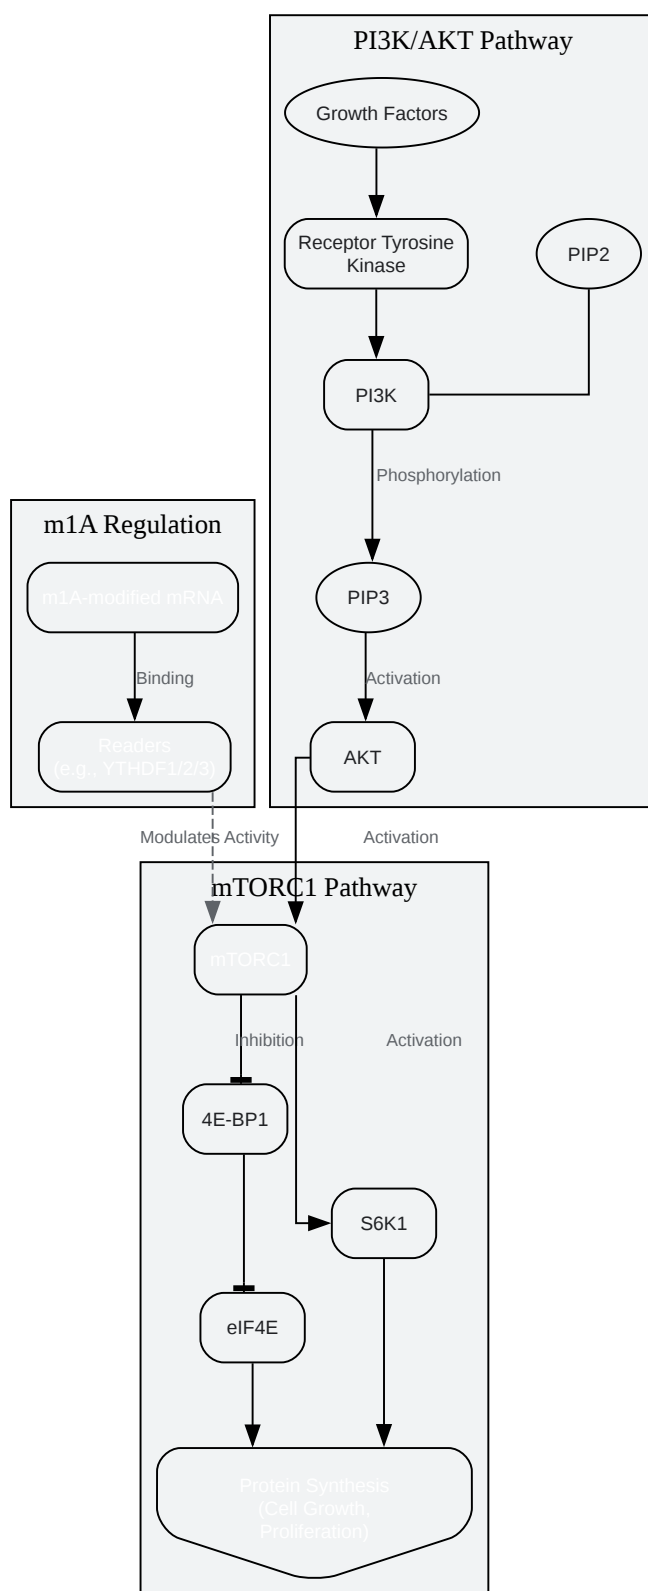 PI3K/AKT Pathway
Growth Factors
Receptor Tyrosine
Kinase
PIP2
PI3K
Phosphorylation
m1A Regulation
m1A-modified mRNA
PIP3
Binding
Activation
Readers
(e.g., YTHDF1/2/3)
AKT
Modulates Activity
Activation
mTORC1 Pathway
mTORC1
Inhibition
Activation
4E-BP1
S6K1
eIF4E
Protein Synthesis
(Cell Growth,
Proliferation)